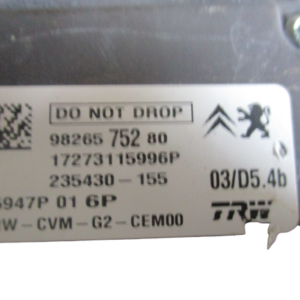 DO NOT DROP
98265 752 80
17273115996P
235430-155 03/D5.4b
5947P 01 6P TRW
RW-CVM-G2-CEM00